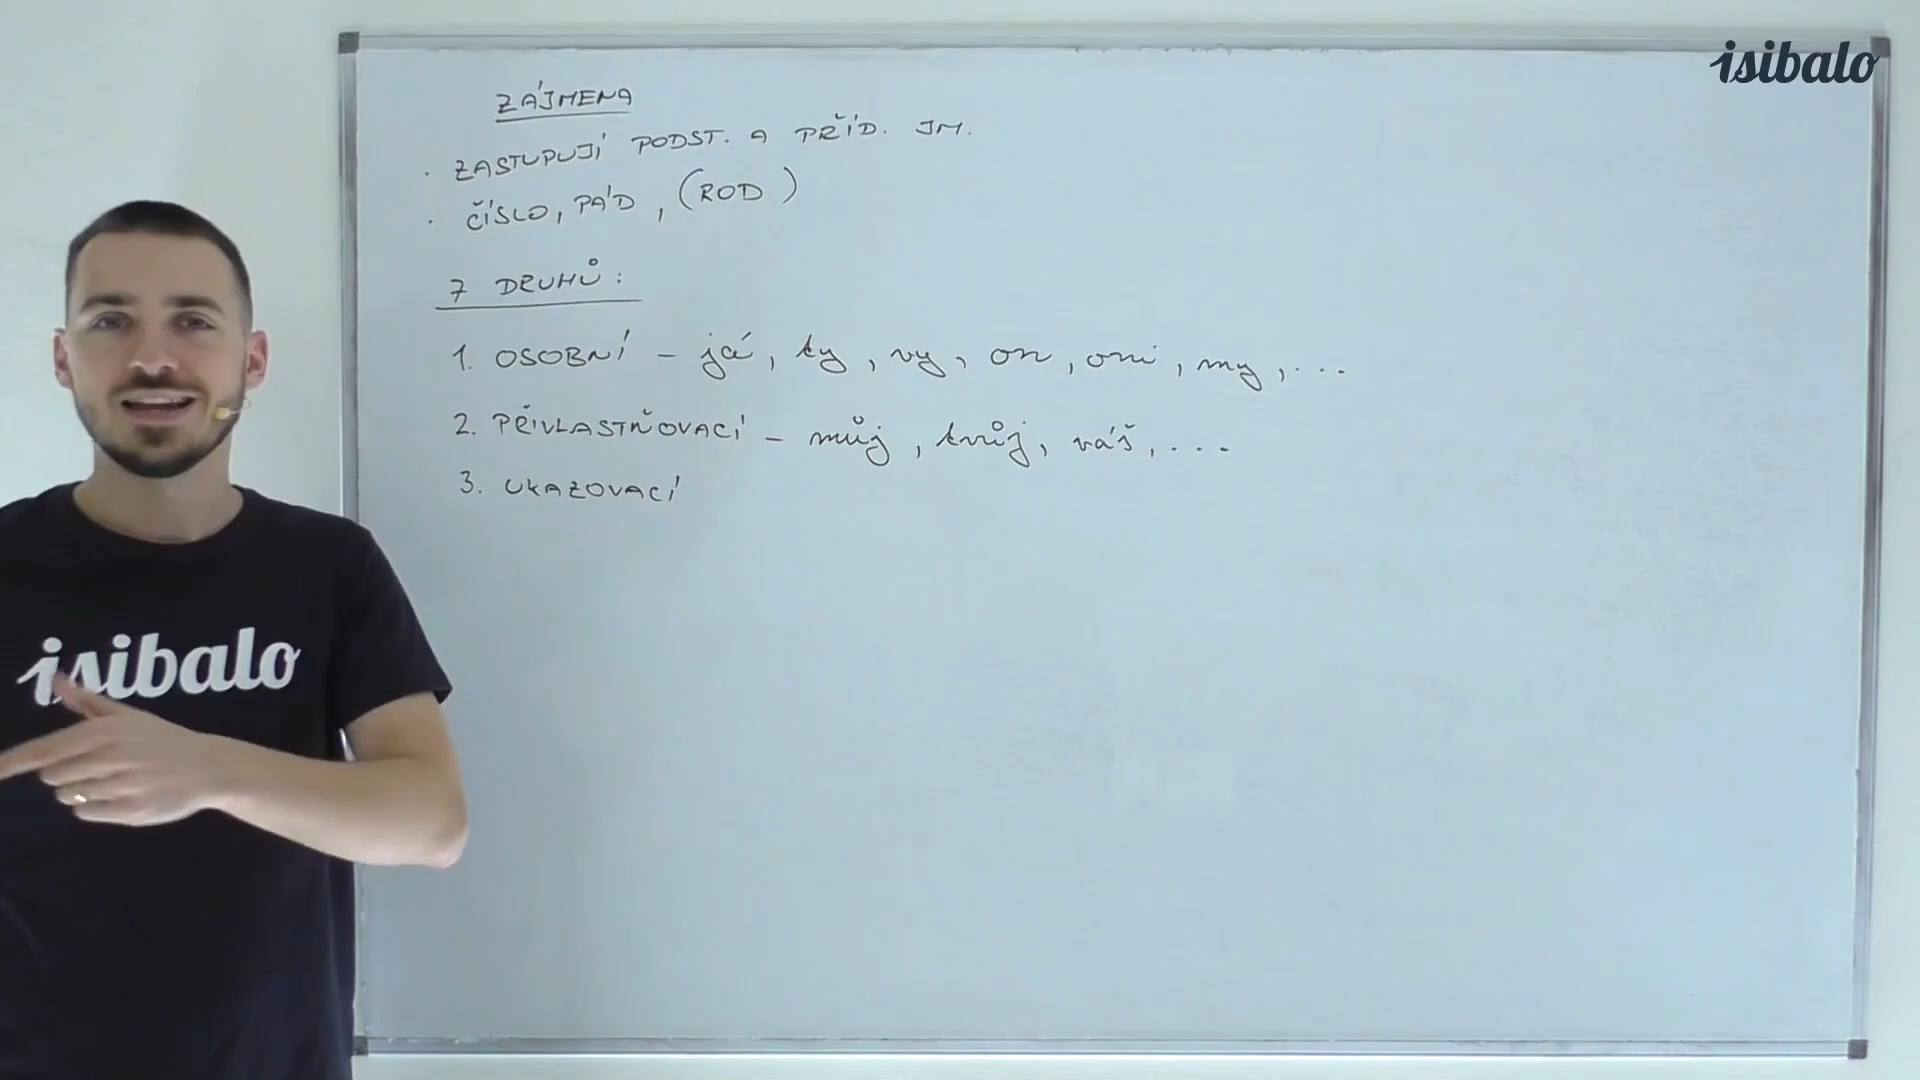 isibalo
ZÁJMENA
· ZASTUPUJÍ PODST. A PŘÍD. JM.
· ČÍSLO, PÁD, (ROD)
7 DRUHŮ:
1. OSOBNÍ – já, ty, vy, on, oni, my, ...
2. PŘIVLASTŇOVACÍ – můj, tvůj, váš, ...
3. UKAZOVACÍ
isibalo